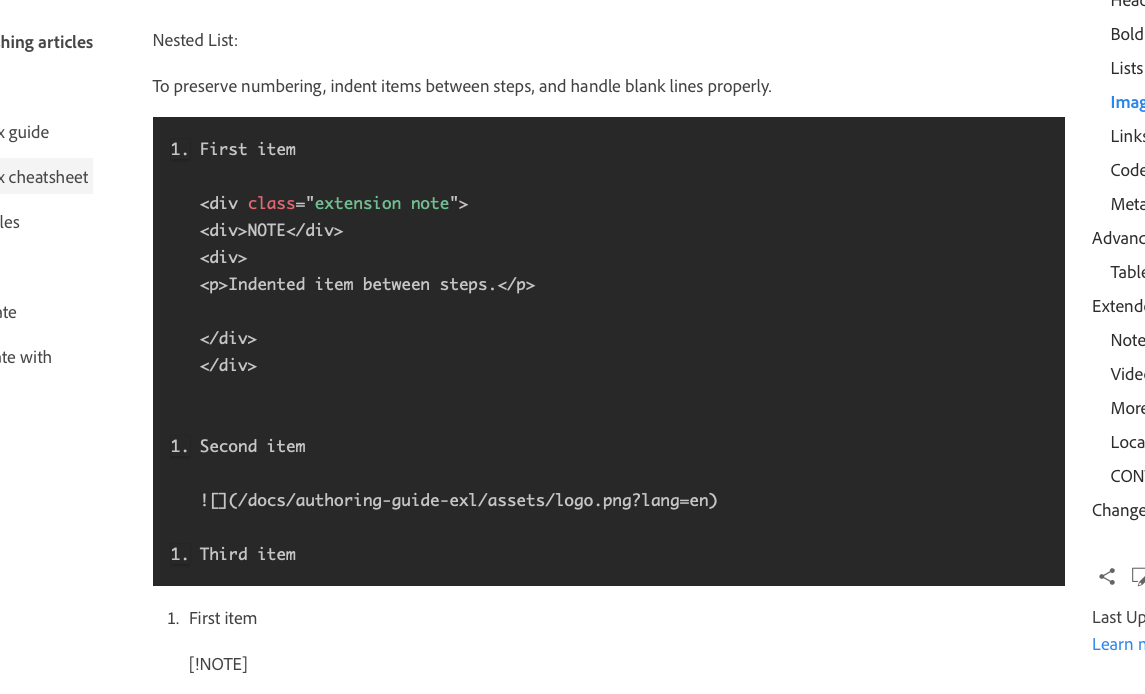 hing articles
x guide
x cheatsheet
les
ate
ate with
Nested List:
To preserve numbering, indent items between steps, and handle blank lines properly.
1. First item
<div class="extension note">
<div>NOTE</div>
<div>
<p>Indented item between steps.</p>
</div>
</div>
1. Second item
![](/docs/authoring-guide-exl/assets/logo.png?lang=en)
1. Third item
1. First item
[!NOTE]
Head
Bold
Lists
Imag
Links
Code
Meta
Advanc
Table
Extende
Note
Vide
More
Loca
CON
Change
Last Up
Learn m